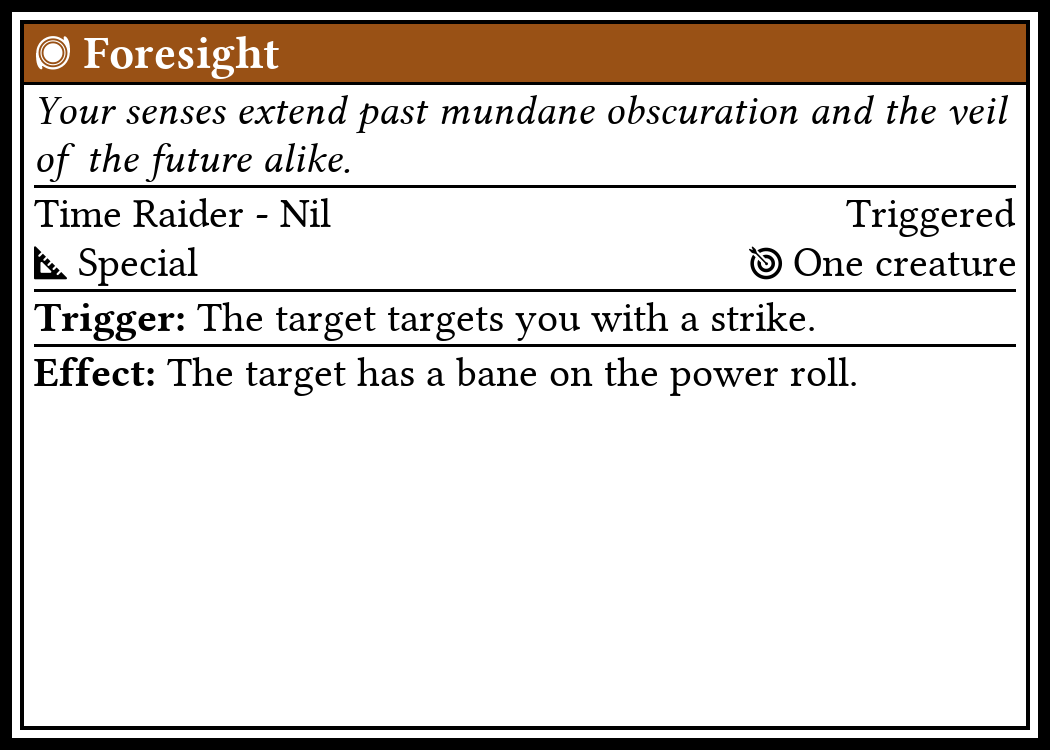 Foresight
Your senses extend past mundane obscuration and the veil
of the future alike.
Time Raider - Nil Triggered
Special One creature
Trigger: The target targets you with a strike.
Effect: The target has a bane on the power roll.